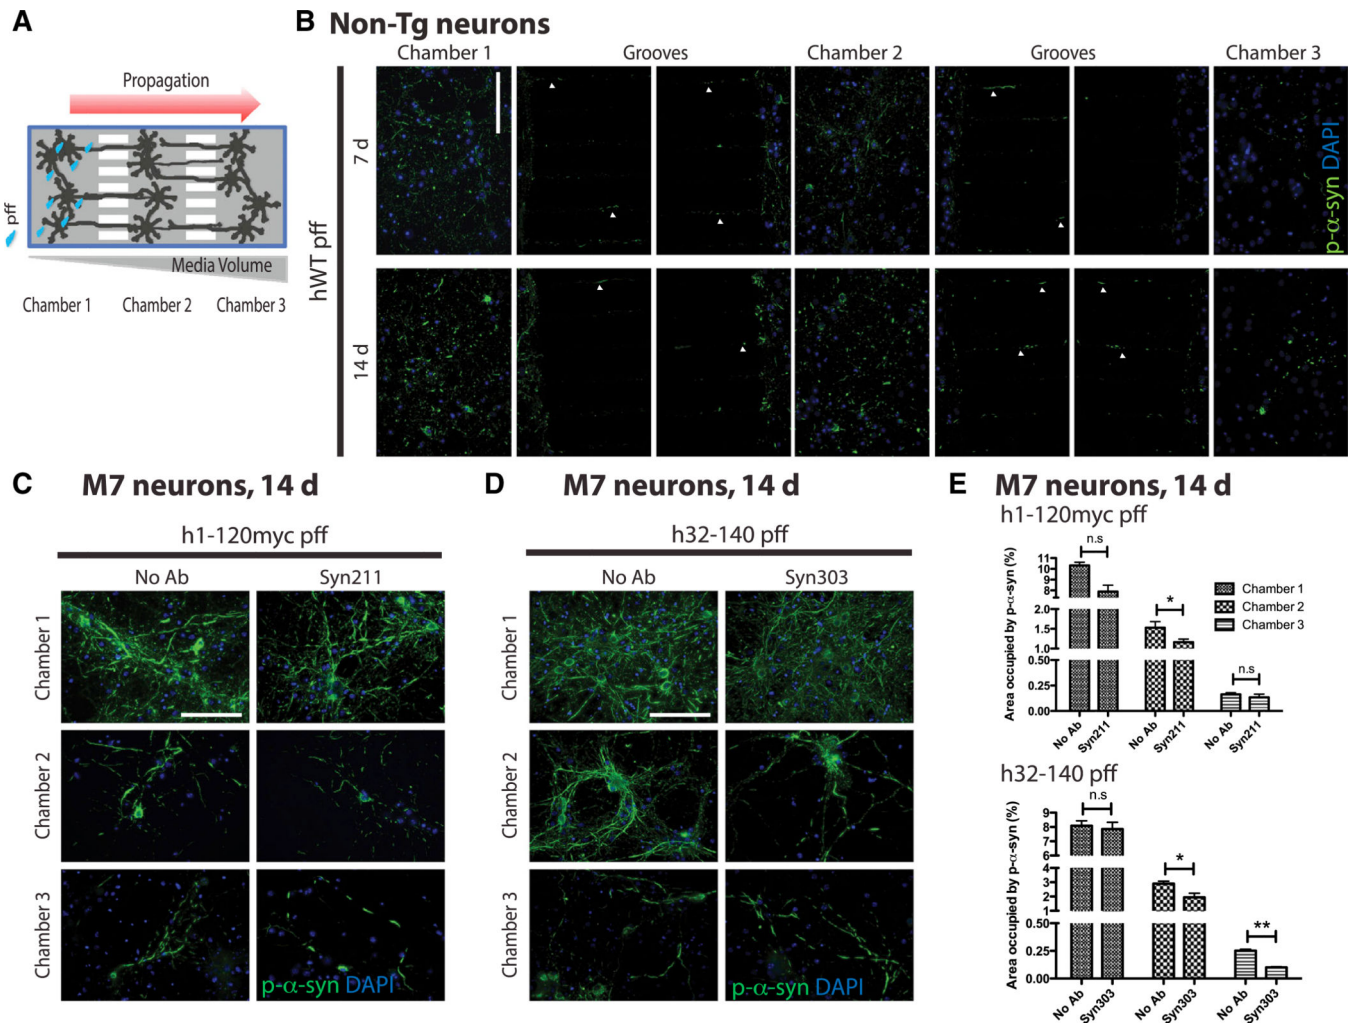 A
Propagation
pff
Media Volume
Chamber 1 Chamber 2 Chamber 3
B Non-Tg neurons
Chamber 1 Grooves Chamber 2 Grooves Chamber 3
hWT pff
7 d
14 d
p-α-syn DAPI
C M7 neurons, 14 d
h1-120myc pff
No Ab Syn211
Chamber 1
Chamber 2
Chamber 3
p-α-syn DAPI
D M7 neurons, 14 d
h32-140 pff
No Ab Syn303
Chamber 1
Chamber 2
Chamber 3
p-α-syn DAPI
E M7 neurons, 14 d
h1-120myc pff
Area occupied by p-α-syn (%)
11
10
9
8
2.0
1.5
1.0
0.50
0.25
0.00
n.s
*
n.s
Chamber 1
Chamber 2
Chamber 3
No Ab Syn211 No Ab Syn211 No Ab Syn211
h32-140 pff
Area occupied by p-α-syn (%)
9
8
7
6
4
3
2
1
0.50
0.25
0.00
n.s
*
**
No Ab Syn303 No Ab Syn303 No Ab Syn303